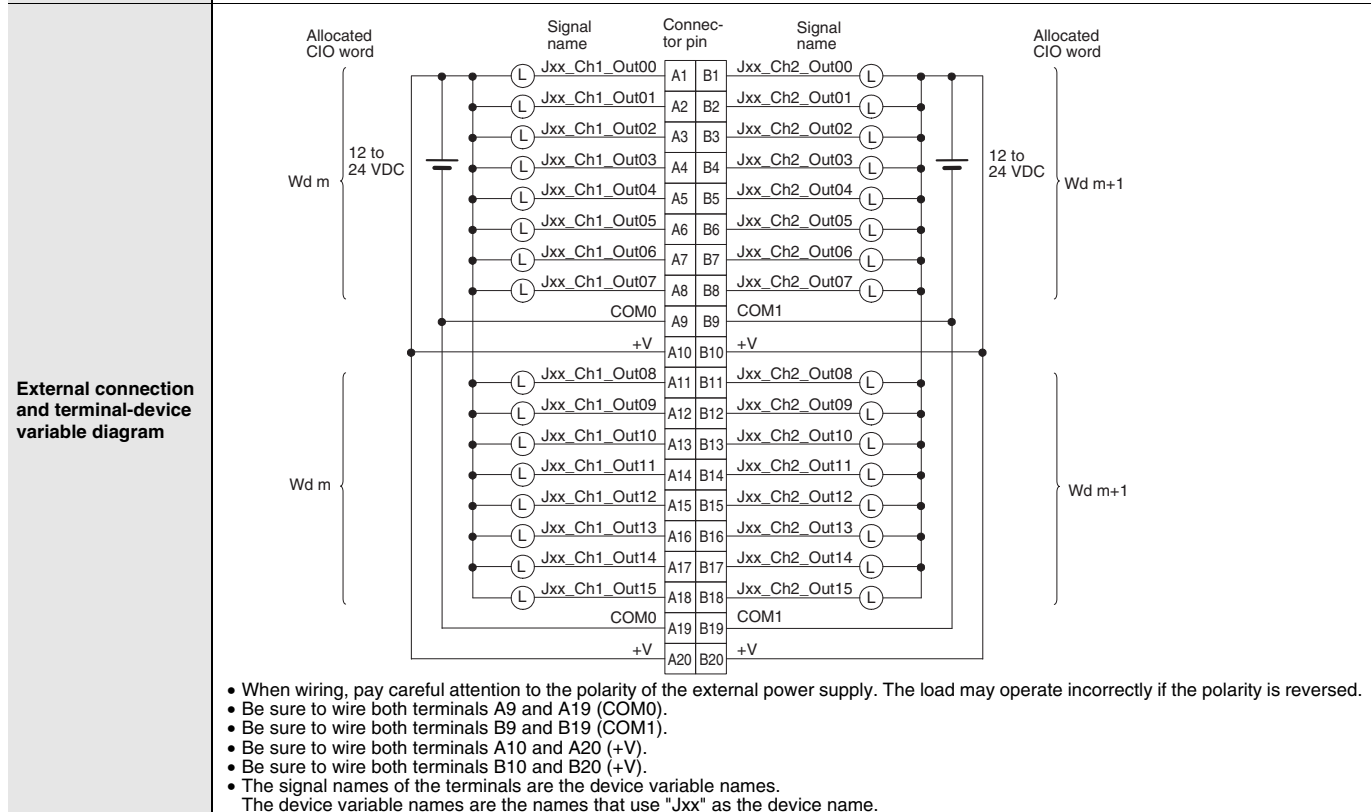 Allocated
CIO word
Signal
name
Connec-
tor pin
Signal
name
Allocated
CIO word
Jxx_Ch1_Out00 A1 B1 Jxx_Ch2_Out00
L L
Jxx_Ch1_Out01 A2 B2 Jxx_Ch2_Out01
L L
Jxx_Ch1_Out02 A3 B3 Jxx_Ch2_Out02
L L
12 to
24 VDC
Jxx_Ch1_Out03 A4 B4 Jxx_Ch2_Out03
L L
12 to
24 VDC
Wd m
Wd m+1
Jxx_Ch1_Out04 A5 B5 Jxx_Ch2_Out04
L L
Jxx_Ch1_Out05 A6 B6 Jxx_Ch2_Out05
L L
Jxx_Ch1_Out06 A7 B7 Jxx_Ch2_Out06
L L
Jxx_Ch1_Out07 A8 B8 Jxx_Ch2_Out07
L L
COM0 A9 B9 COM1
+V A10 B10 +V
External connection
and terminal-device
variable diagram
Jxx_Ch1_Out08 A11 B11 Jxx_Ch2_Out08
L L
Jxx_Ch1_Out09 A12 B12 Jxx_Ch2_Out09
L L
Jxx_Ch1_Out10 A13 B13 Jxx_Ch2_Out10
L L
Jxx_Ch1_Out11 A14 B14 Jxx_Ch2_Out11
L L
Wd m
Wd m+1
Jxx_Ch1_Out12 A15 B15 Jxx_Ch2_Out12
L L
Jxx_Ch1_Out13 A16 B16 Jxx_Ch2_Out13
L L
Jxx_Ch1_Out14 A17 B17 Jxx_Ch2_Out14
L L
Jxx_Ch1_Out15 A18 B18 Jxx_Ch2_Out15
L L
COM0 A19 B19 COM1
+V A20 B20 +V
• When wiring, pay careful attention to the polarity of the external power supply. The load may operate incorrectly if the polarity is reversed.
• Be sure to wire both terminals A9 and A19 (COM0).
• Be sure to wire both terminals B9 and B19 (COM1).
• Be sure to wire both terminals A10 and A20 (+V).
• Be sure to wire both terminals B10 and B20 (+V).
• The signal names of the terminals are the device variable names.
The device variable names are the names that use "Jxx" as the device name.